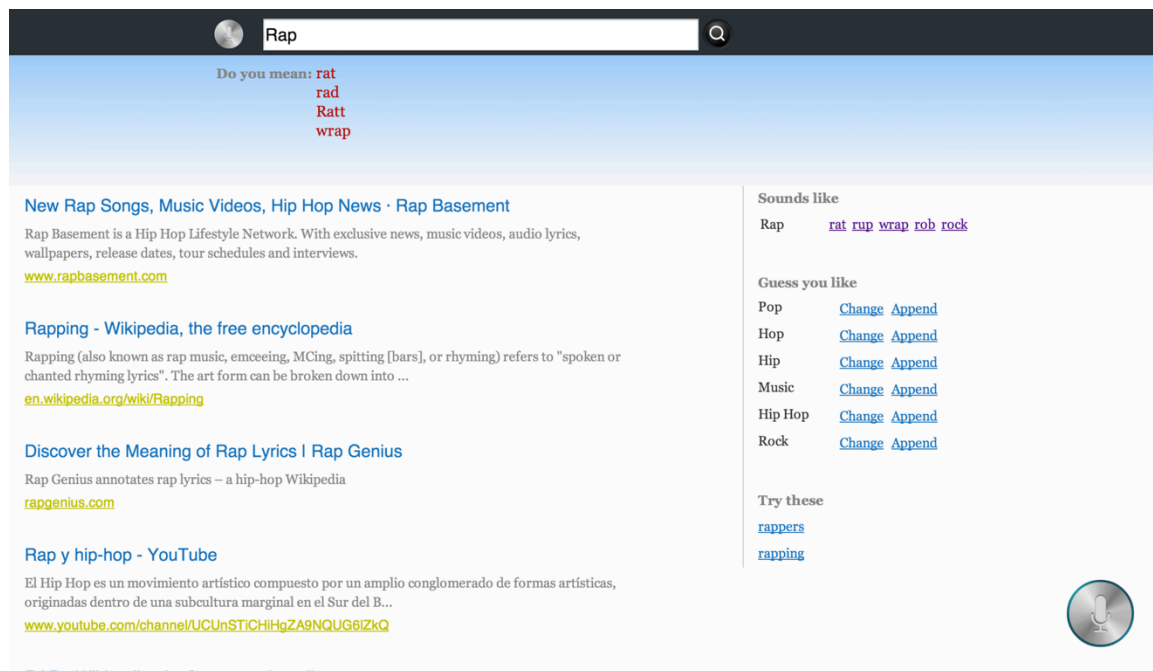 Rap
Do you mean: rat
rad
Ratt
wrap
New Rap Songs, Music Videos, Hip Hop News · Rap Basement
Rap Basement is a Hip Hop Lifestyle Network. With exclusive news, music videos, audio lyrics,
wallpapers, release dates, tour schedules and interviews.
www.rapbasement.com
Rapping - Wikipedia, the free encyclopedia
Rapping (also known as rap music, emceeing, MCing, spitting [bars], or rhyming) refers to "spoken or
chanted rhyming lyrics". The art form can be broken down into ...
en.wikipedia.org/wiki/Rapping
Discover the Meaning of Rap Lyrics | Rap Genius
Rap Genius annotates rap lyrics – a hip-hop Wikipedia
rapgenius.com
Rap y hip-hop - YouTube
El Hip Hop es un movimiento artístico compuesto por un amplio conglomerado de formas artísticas,
originadas dentro de una subcultura marginal en el Sur del B...
www.youtube.com/channel/UCUnSTiCHiHgZA9NQUG6lZkQ
Sounds like
Rap rat rup wrap rob rock
Guess you like
Pop Change Append
Hop Change Append
Hip Change Append
Music Change Append
Hip Hop Change Append
Rock Change Append
Try these
rappers
rapping